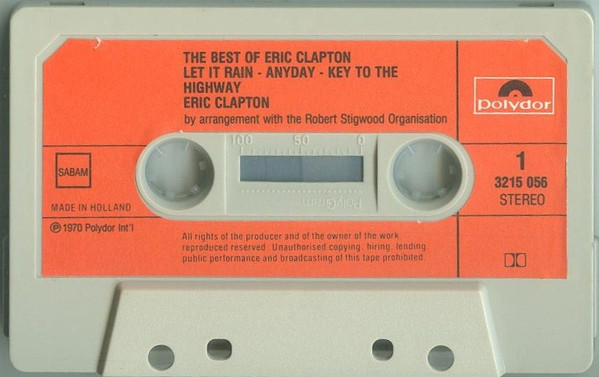 THE BEST OF ERIC CLAPTON
LET IT RAIN - ANYDAY - KEY TO THE
HIGHWAY
ERIC CLAPTON
by arrangement with the Robert Stigwood Organisation
polydor
100 50 0
SABAM
1
3215 056
STEREO
MADE IN HOLLAND
PolyGram
Ⓟ 1970 Polydor Int'l
All rights of the producer and of the owner of the work
reproduced reserved. Unauthorised copying, hiring, lending
public performance and broadcasting of this tape prohibited.